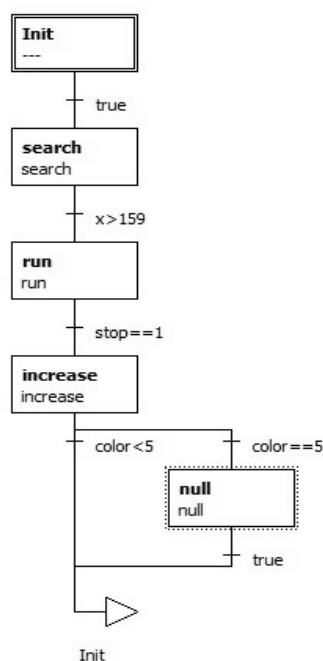 Init
---
true
search
search
x>159
run
run
stop==1
increase
increase
color<5
color==5
null
null
true
Init